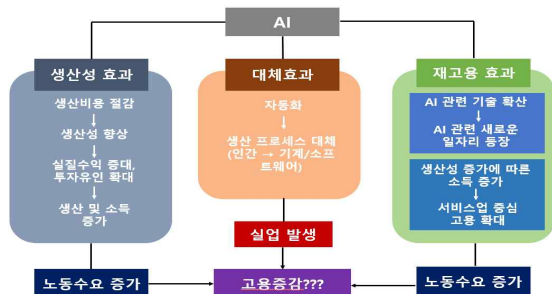 AI
생산성 효과
생산비용 절감
생산성 향상
실질수익 증대,
투자유인 확대
생산 및 소득
증가
노동수요 증가
대체효과
자동화
생산 프로세스 대체
(인간 → 기계/소프
트웨어)
실업 발생
고용증감???
재고용 효과
AI 관련 기술 확산
AI 관련 새로운
일자리 등장
생산성 증가에 따른
소득 증가
서비스업 중심
고용 확대
노동수요 증가